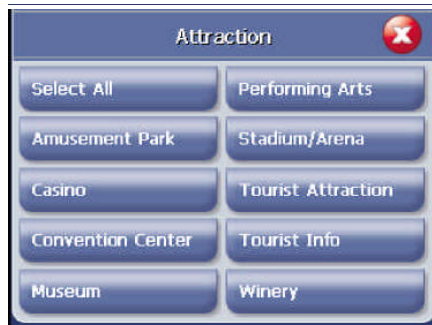 Attraction
Select All
Performing Arts
Amusement Park
Stadium/Arena
Casino
Tourist Attraction
Convention Center
Tourist Info
Museum
Winery